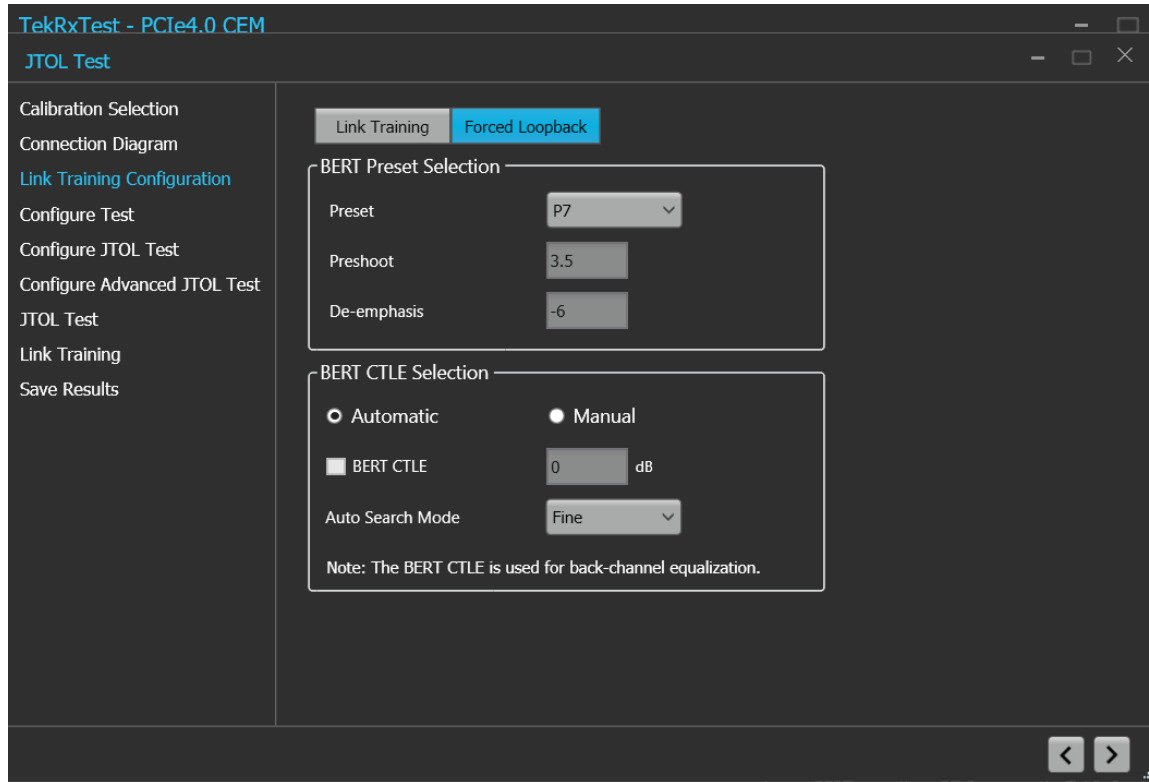 TekRxTest - PCIe4.0 CEM
JTOL Test
Calibration Selection
Connection Diagram
Link Training Configuration
Configure Test
Configure JTOL Test
Configure Advanced JTOL Test
JTOL Test
Link Training
Save Results
Link Training Forced Loopback
BERT Preset Selection
Preset P7
Preshoot 3.5
De-emphasis -6
BERT CTLE Selection
Automatic Manual
BERT CTLE 0 dB
Auto Search Mode Fine
Note: The BERT CTLE is used for back-channel equalization.